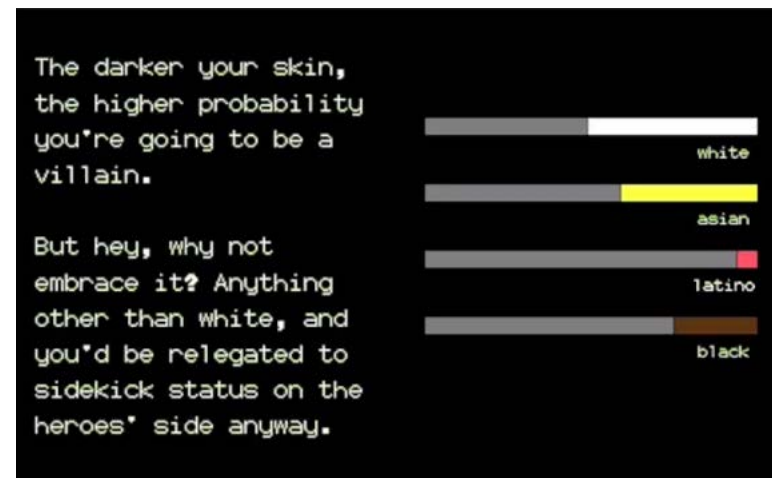 The darker your skin,
the higher probability
you're going to be a
villain.
But hey, why not
embrace it? Anything
other than white, and
you'd be relegated to
sidekick status on the
heroes' side anyway.
white
asian
latino
black